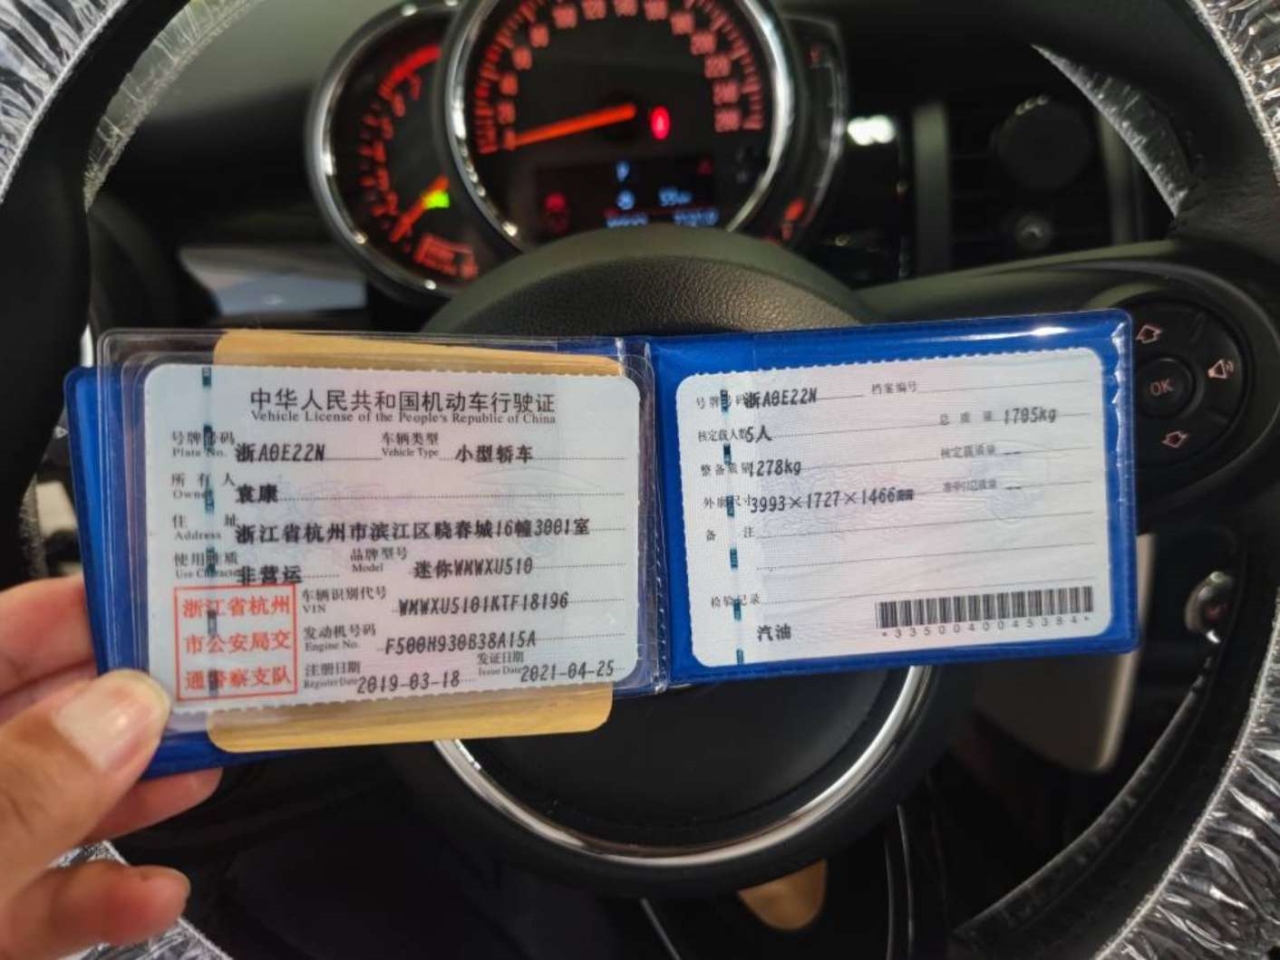 中华人民共和国机动车行驶证
Vehicle License of the People's Republic of China
号牌号码 浙A0E22N 车辆类型 小型轿车
Plate No. Vehicle Type
所有人 袁康
Owner
住址 浙江省杭州市滨江区晓春城16幢3001室
Address
使用性质 非营运 品牌型号 迷你WMWXU510
Use Character Model
浙江省杭州
市公安局交
通警察支队
车辆识别代号 WMWXU5101KTF18196
VIN
发动机号码 F500H930B38A15A
Engine No.
注册日期 2019-03-18 发证日期 2021-04-25
Register Date Issue Date
号牌号码 浙A0E22N 档案编号
核定载人数 5人 总质量 1705kg
整备质量 1278kg 核定载质量 --
外廓尺寸 3993×1727×1466mm 准牵引总质量 --
备注
检验记录
汽油
*3350040045384*
OK